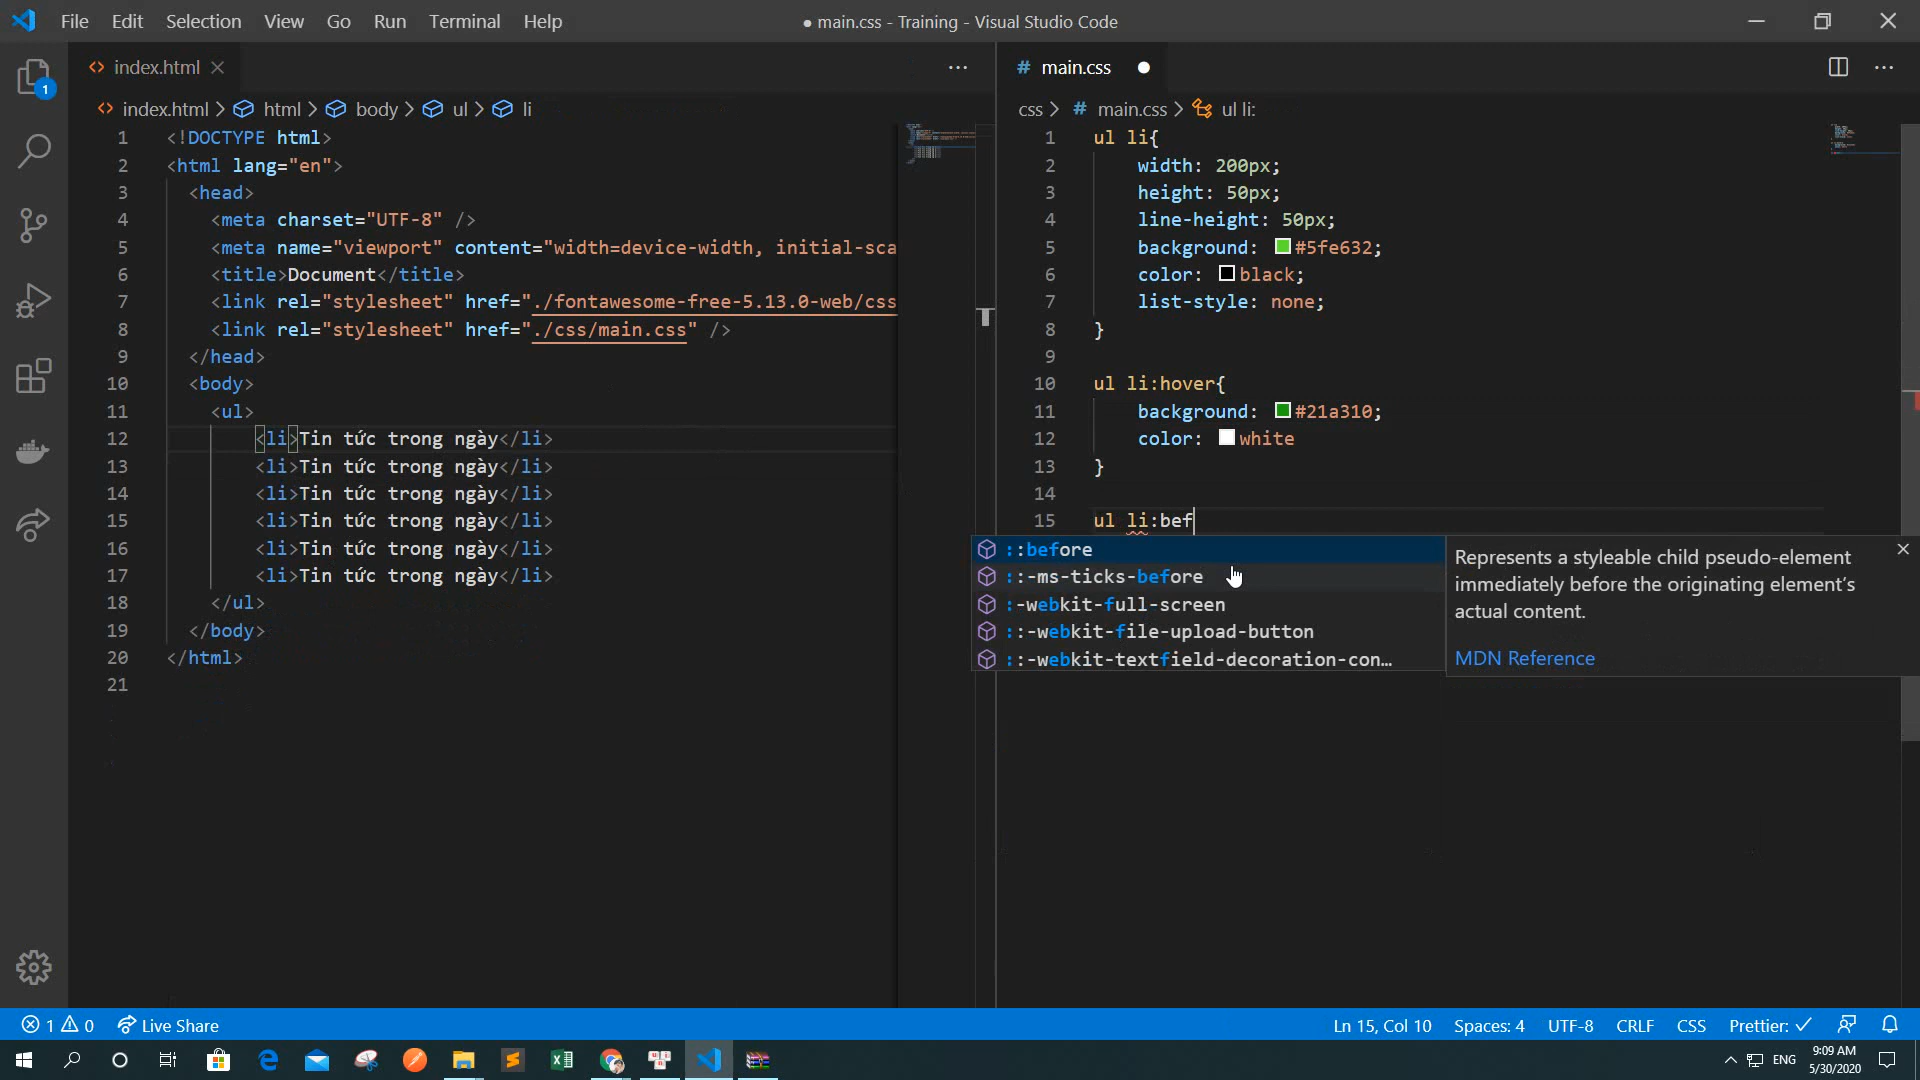 File Edit Selection View Go Run Terminal Help
● main.css - Training - Visual Studio Code
index.html
# main.css ●
index.html > html > body > ul > li
css > # main.css > ul li:
1 <!DOCTYPE html>
2 <html lang="en">
3 <head>
4 <meta charset="UTF-8" />
5 <meta name="viewport" content="width=device-width, initial-sca
6 <title>Document</title>
7 <link rel="stylesheet" href="./fontawesome-free-5.13.0-web/css
8 <link rel="stylesheet" href="./css/main.css" />
9 </head>
10 <body>
11 <ul>
12 <li>Tin tức trong ngày</li>
13 <li>Tin tức trong ngày</li>
14 <li>Tin tức trong ngày</li>
15 <li>Tin tức trong ngày</li>
16 <li>Tin tức trong ngày</li>
17 <li>Tin tức trong ngày</li>
18 </ul>
19 </body>
20 </html>
21
1 ul li{
2 width: 200px;
3 height: 50px;
4 line-height: 50px;
5 background: #5fe632;
6 color: black;
7 list-style: none;
8 }
9
10 ul li:hover{
11 background: #21a310;
12 color: white
13 }
14
15 ul li:bef
::before
::-ms-ticks-before
:-webkit-full-screen
::-webkit-file-upload-button
::-webkit-textfield-decoration-con…
Represents a styleable child pseudo-element
immediately before the originating element’s
actual content.
MDN Reference
1
1 0 Live Share
Ln 15, Col 10 Spaces: 4 UTF-8 CRLF CSS Prettier: ✓
ENG
9:09 AM
5/30/2020